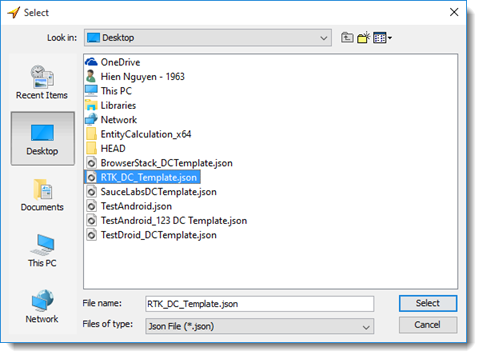 Select
Look in: Desktop
Recent Items
Desktop
Documents
This PC
Network
OneDrive
Hien Nguyen - 1963
This PC
Libraries
Network
EntityCalculation_x64
HEAD
BrowserStack_DCTemplate.json
RTK_DC_Template.json
SauceLabsDCTemplate.json
TestAndroid.json
TestAndroid_123 DC Template.json
TestDroid_DCTemplate.json
File name: RTK_DC_Template.json Select
Files of type: Json File (*.json) Cancel